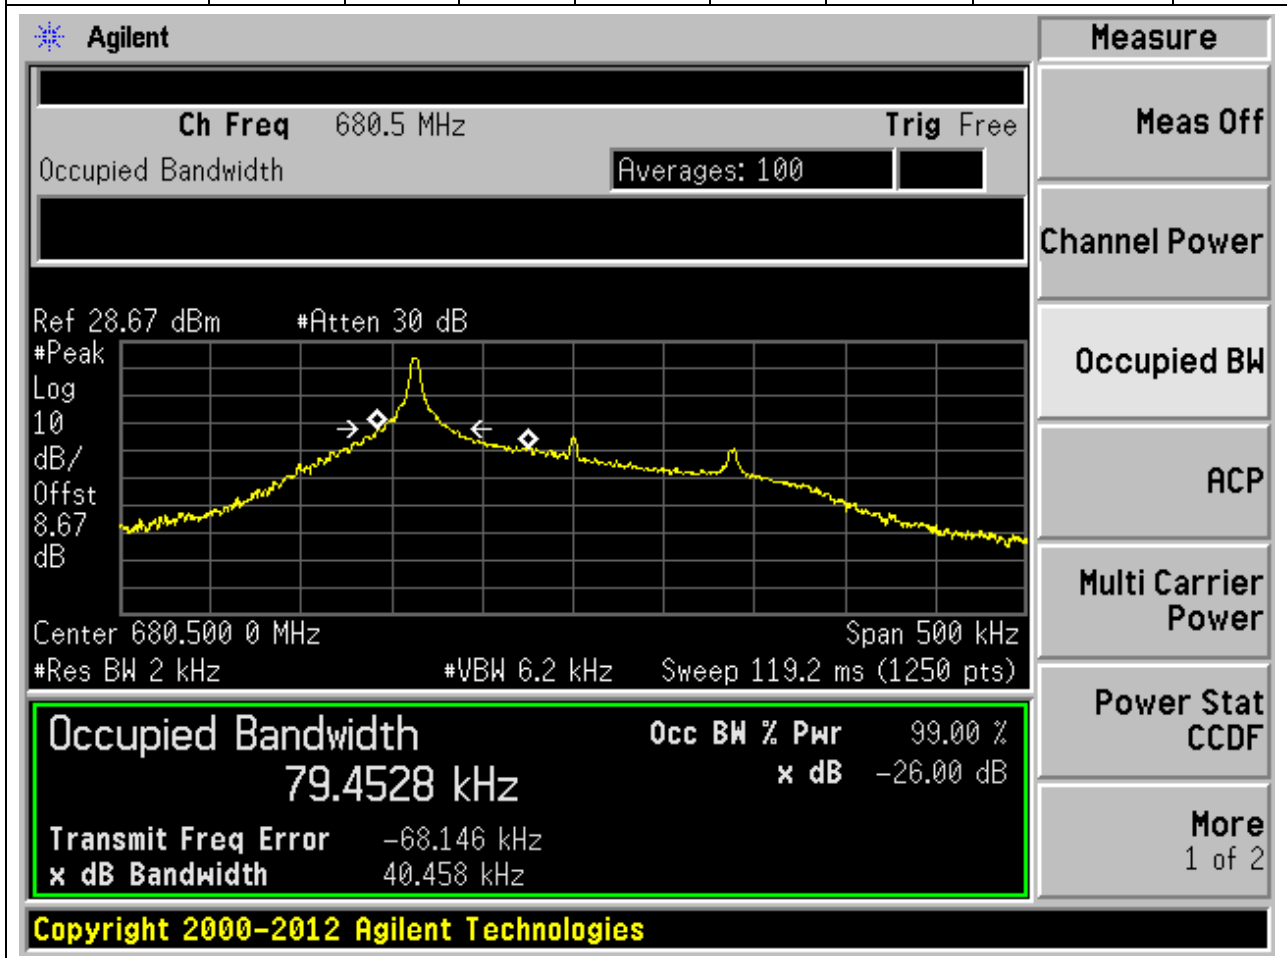 Agilent
Measure
Ch Freq 680.5 MHz Trig Free
Occupied Bandwidth Averages: 100
Ref 28.67 dBm #Atten 30 dB
#Peak
Log
10
dB/
Offst
8.67
dB
Center 680.500 0 MHz Span 500 kHz
#Res BW 2 kHz #VBW 6.2 kHz Sweep 119.2 ms (1250 pts)
Occupied Bandwidth
79.4528 kHz
Occ BW % Pwr 99.00 %
x dB -26.00 dB
Transmit Freq Error -68.146 kHz
x dB Bandwidth 40.458 kHz
Copyright 2000-2012 Agilent Technologies
Meas Off
Channel Power
Occupied BW
ACP
Multi Carrier
Power
Power Stat
CCDF
More
1 of 2